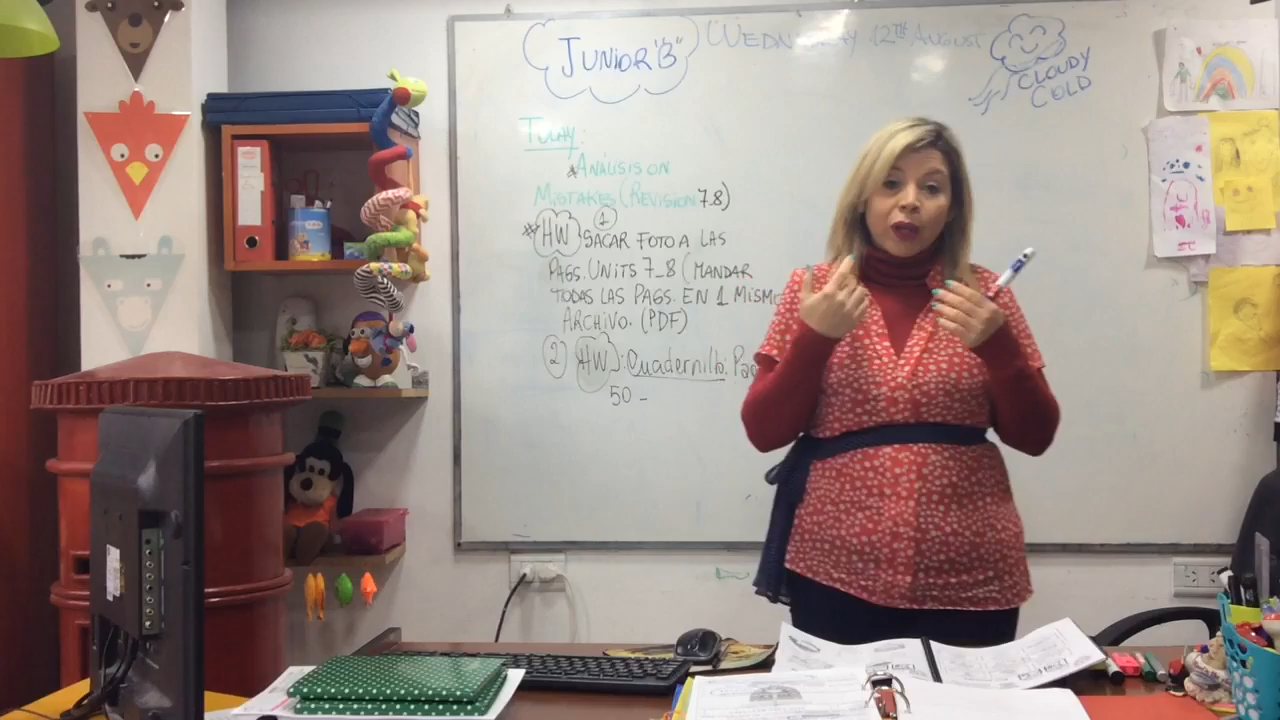 JUNIOR "B"
WEDNESDAY 12TH AUGUST
CLOUDY
COLD
TODAY:
*ANÁLISIS ON
MISTAKES (REVISION 7.8)
*HW 1 SACAR FOTO A LAS
PAGS. UNITS 7_8 (MANDAR
TODAS LAS PAGS. EN 1 MISMO
ARCHIVO. (PDF)
2) HW: Cuadernillo: Pag
50 -